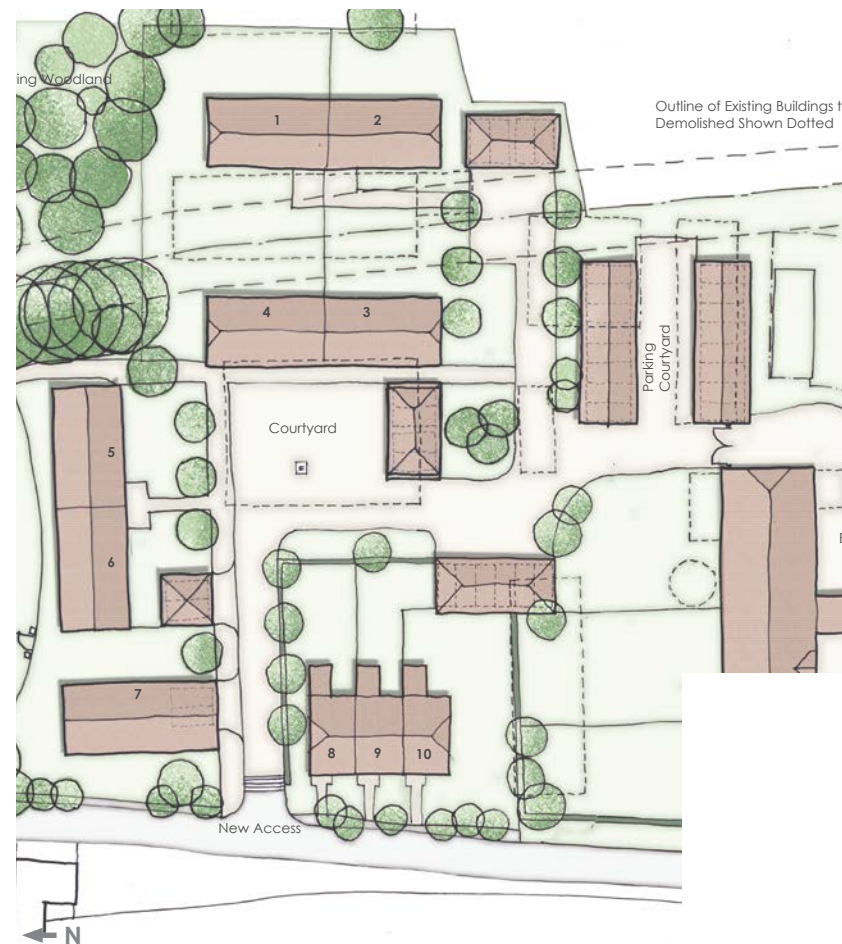 ing Woodland
Outline of Existing Buildings t
Demolished Shown Dotted
1
2
4
3
Parking
Courtyard
Courtyard
5
6
7
8
9
10
New Access
N